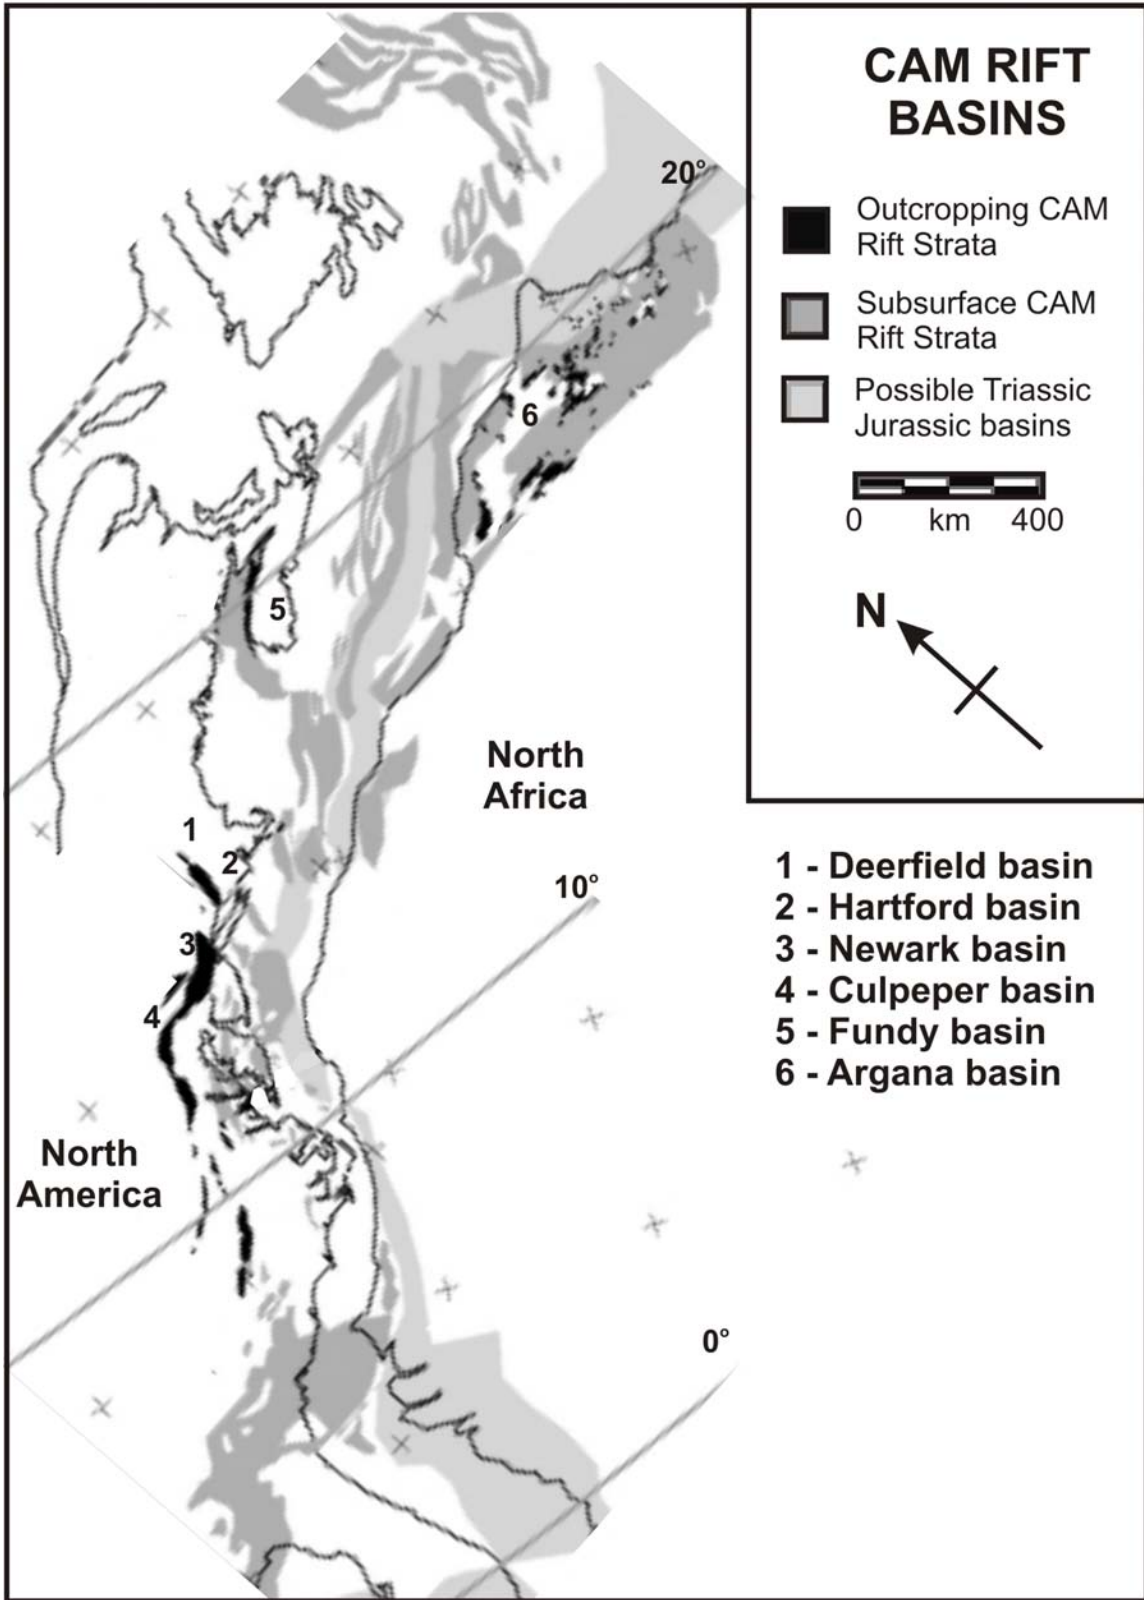 CAM RIFT
BASINS
Outcropping CAM
Rift Strata
Subsurface CAM
Rift Strata
Possible Triassic
Jurassic basins
0 km 400
N
20°
6
5
North
Africa
1
2
10°
3
4
North
America
0°
1 - Deerfield basin
2 - Hartford basin
3 - Newark basin
4 - Culpeper basin
5 - Fundy basin
6 - Argana basin